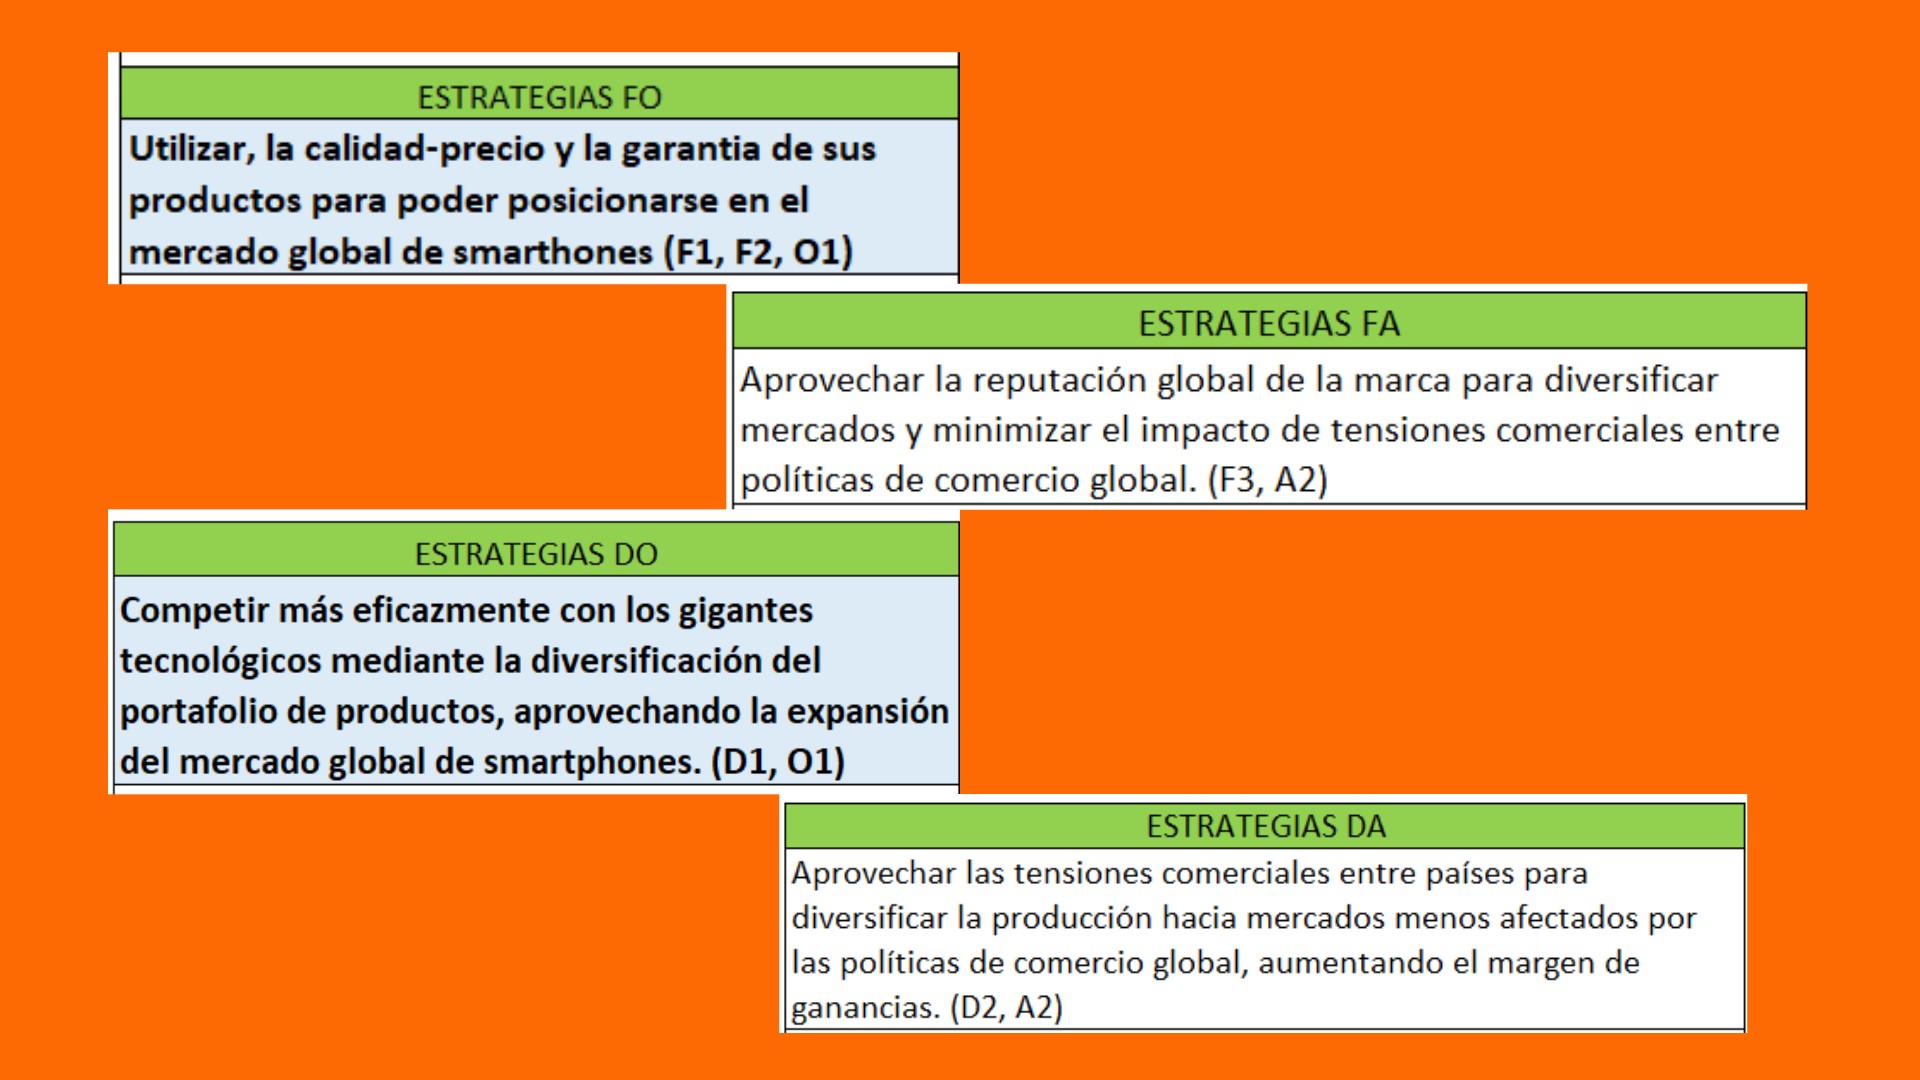 ESTRATEGIAS FO
Utilizar, la calidad-precio y la garantia de sus
productos para poder posicionarse en el
mercado global de smarthones (F1, F2, O1)
ESTRATEGIAS FA
Aprovechar la reputación global de la marca para diversificar
mercados y minimizar el impacto de tensiones comerciales entre
políticas de comercio global. (F3, A2)
ESTRATEGIAS DO
Competir más eficazmente con los gigantes
tecnológicos mediante la diversificación del
portafolio de productos, aprovechando la expansión
del mercado global de smartphones. (D1, O1)
ESTRATEGIAS DA
Aprovechar las tensiones comerciales entre países para
diversificar la producción hacia mercados menos afectados por
las políticas de comercio global, aumentando el margen de
ganancias. (D2, A2)